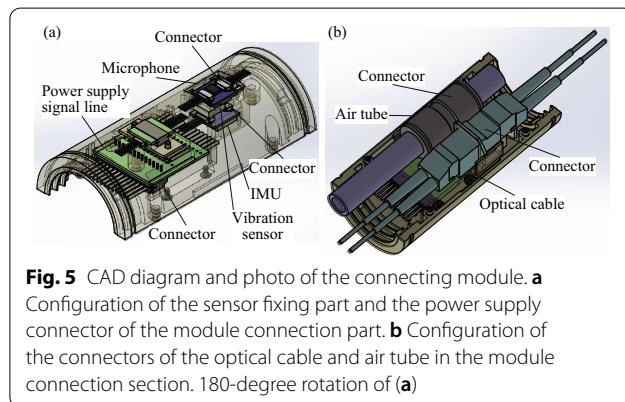 (a)
Connector
Microphone
Power supply
signal line
Connector
IMU
Vibration
sensor
Connector
(b)
Connector
Air tube
Connector
Optical cable
Fig. 5 CAD diagram and photo of the connecting module. a
Configuration of the sensor fixing part and the power supply
connector of the module connection part. b Configuration of
the connectors of the optical cable and air tube in the module
connection section. 180-degree rotation of (a)